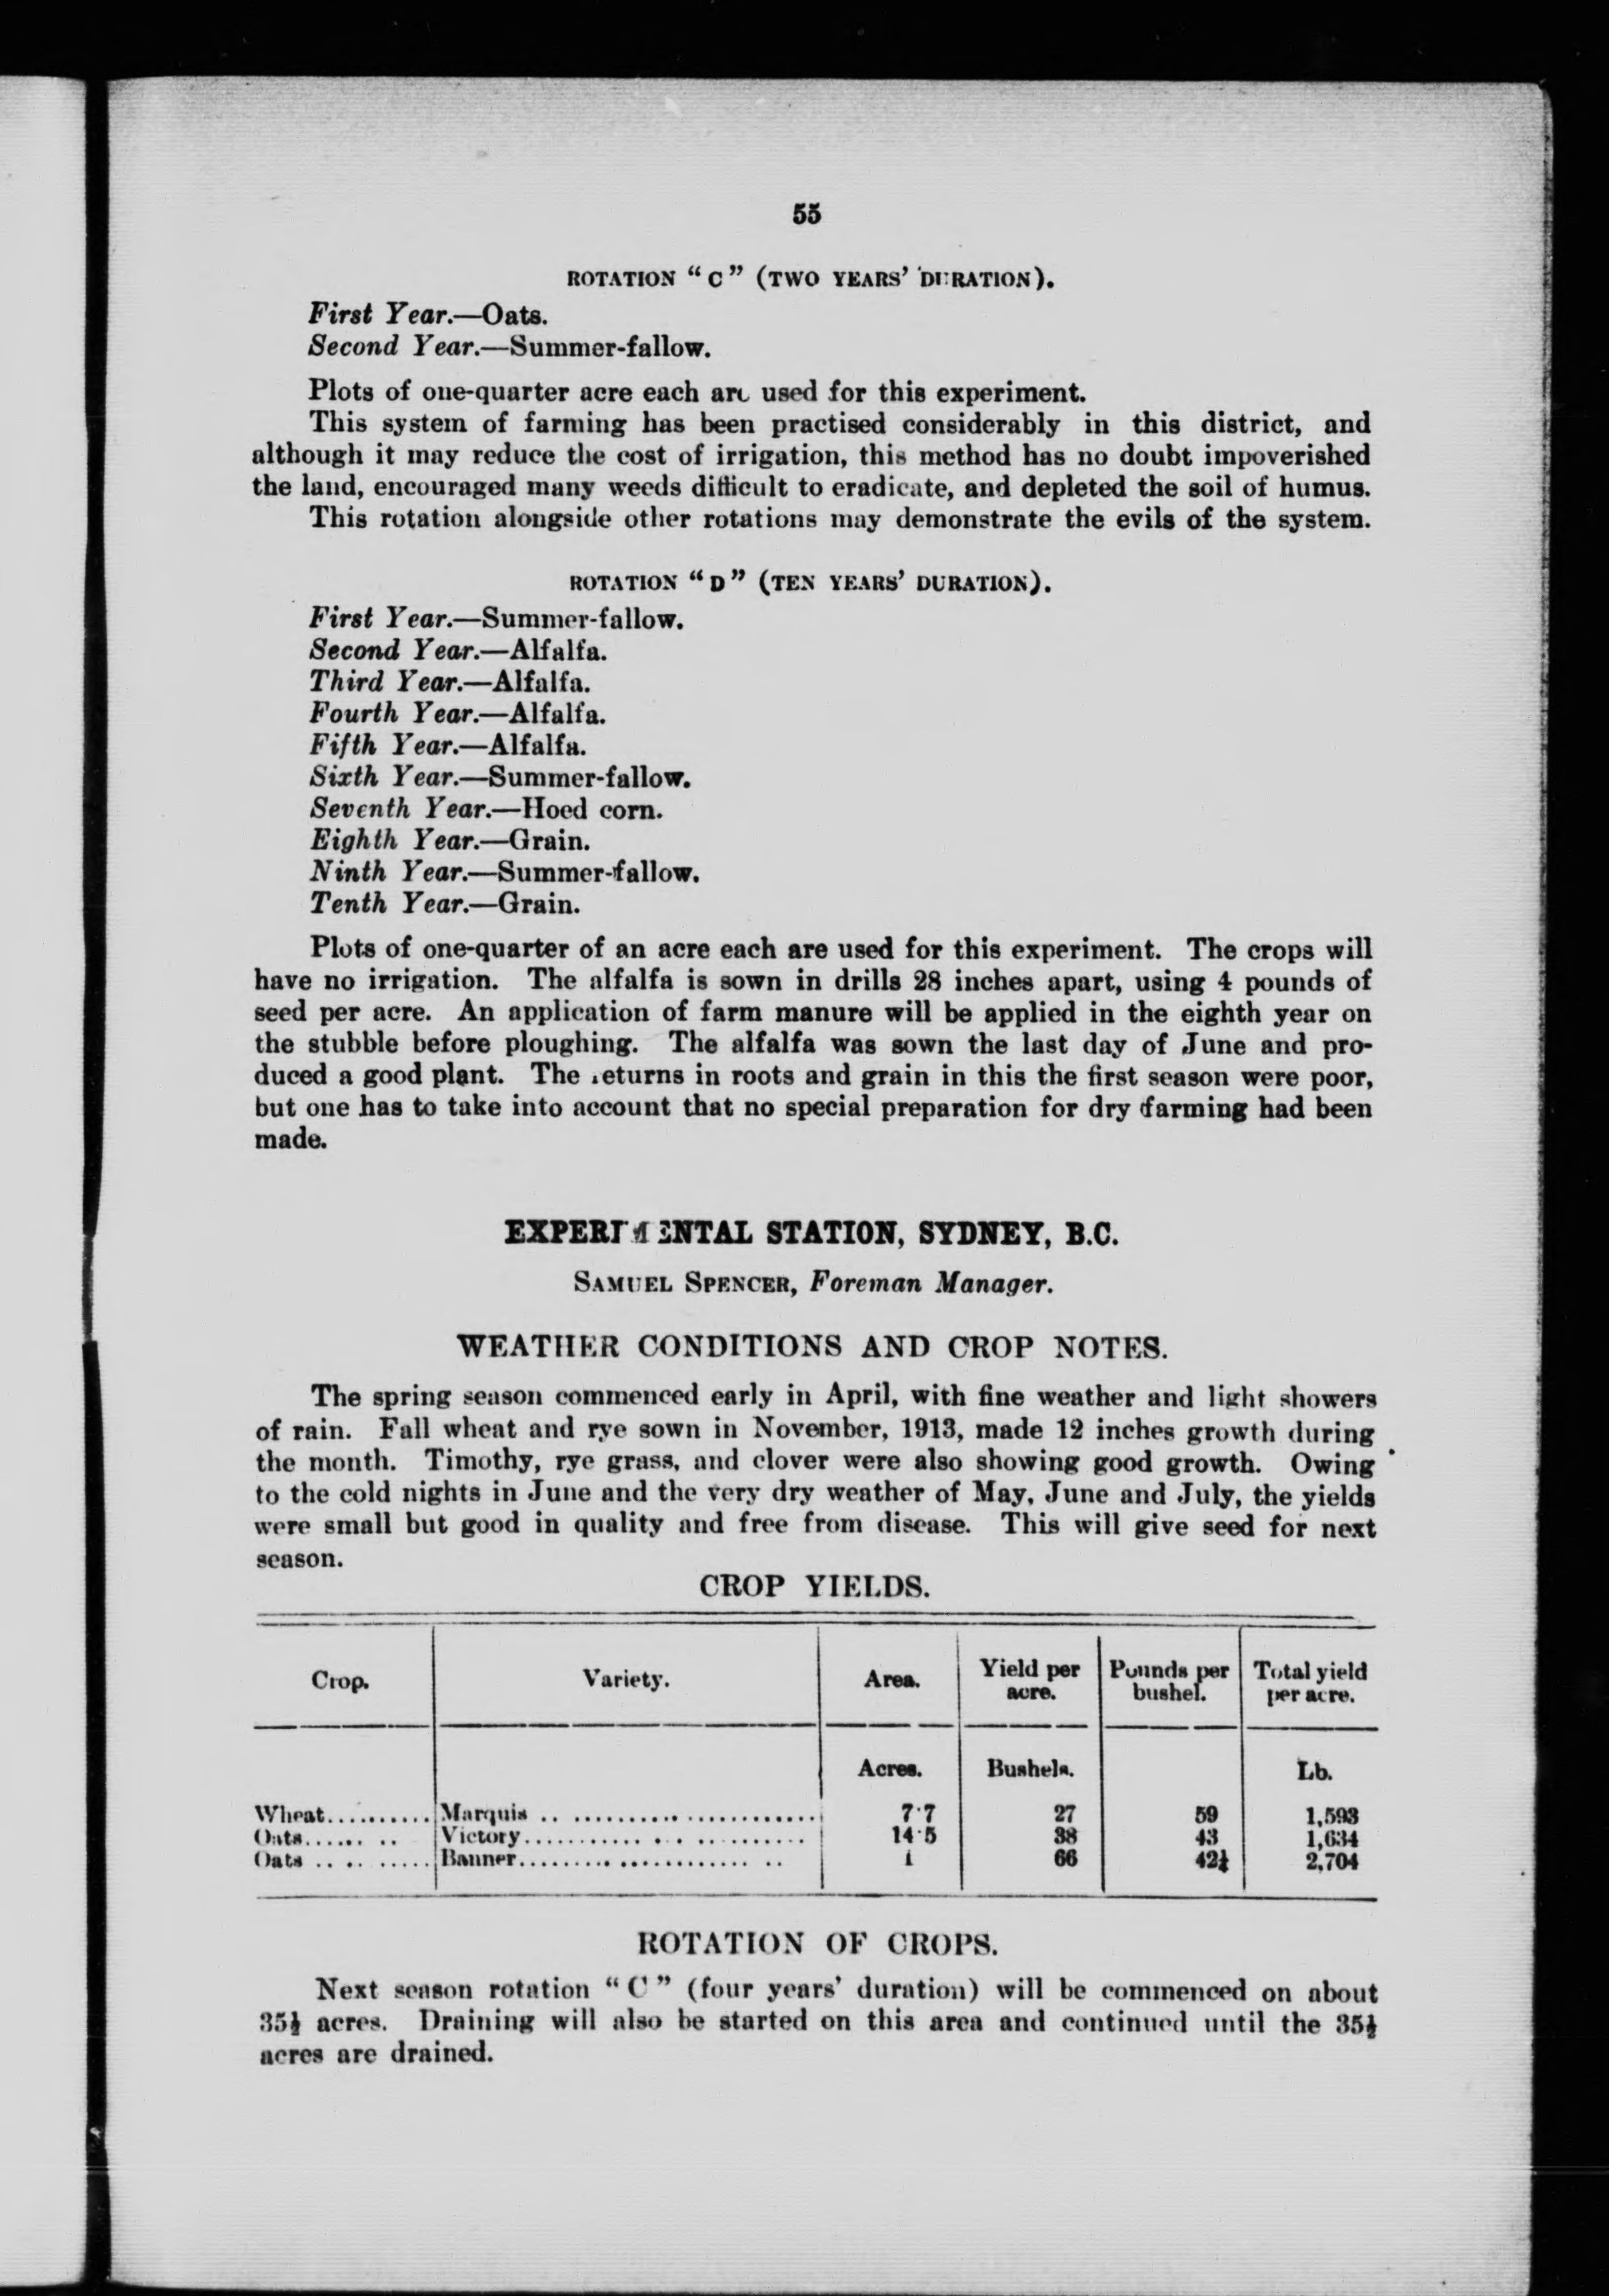 55
ROTATION “C” (TWO YEARS’ DURATION).
First Year.—Oats.
Second Year.—Summer-fallow.
Plots of one-quarter acre each are used for this experiment.
This system of farming has been practised considerably in this district, and
although it may reduce the cost of irrigation, this method has no doubt impoverished
the land, encouraged many weeds difficult to eradicate, and depleted the soil of humus.
This rotation alongside other rotations may demonstrate the evils of the system.
ROTATION “D” (TEN YEARS’ DURATION).
First Year.—Summer-fallow.
Second Year.—Alfalfa.
Third Year.—Alfalfa.
Fourth Year.—Alfalfa.
Fifth Year.—Alfalfa.
Sixth Year.—Summer-fallow.
Seventh Year.—Hoed corn.
Eighth Year.—Grain.
Ninth Year.—Summer-fallow.
Tenth Year.—Grain.
Plots of one-quarter of an acre each are used for this experiment. The crops will
have no irrigation. The alfalfa is sown in drills 28 inches apart, using 4 pounds of
seed per acre. An application of farm manure will be applied in the eighth year on
the stubble before ploughing. The alfalfa was sown the last day of June and pro-
duced a good plant. The returns in roots and grain in this the first season were poor,
but one has to take into account that no special preparation for dry farming had been
made.
EXPERIMENTAL STATION, SYDNEY, B.C.
SAMUEL SPENCER, Foreman Manager.
WEATHER CONDITIONS AND CROP NOTES.
The spring season commenced early in April, with fine weather and light showers
of rain. Fall wheat and rye sown in November, 1913, made 12 inches growth during
the month. Timothy, rye grass, and clover were also showing good growth. Owing
to the cold nights in June and the very dry weather of May, June and July, the yields
were small but good in quality and free from disease. This will give seed for next
season.
CROP YIELDS.
Crop. Variety. Area. Yield per acre. Pounds per bushel. Total yield per acre.
Acres. Bushels. Lb.
Wheat.......... Marquis .......................... 7·7 27 59 1,593
Oats.......... Victory.......................... 14·5 38 43 1,634
Oats .......... Banner.......................... 1 66 42½ 2,704
ROTATION OF CROPS.
Next season rotation “C” (four years’ duration) will be commenced on about
35½ acres. Draining will also be started on this area and continued until the 35½
acres are drained.